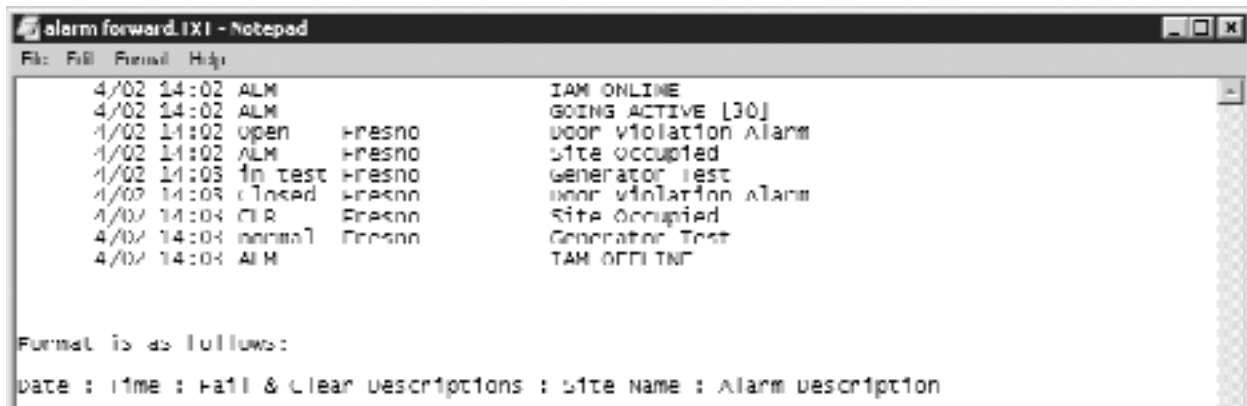 alarm forward.TXT - Notepad
File Edit Format Help
4/02 14:02 ALM IAM ONLINE
4/02 14:02 ALM GOING ACTIVE [30]
4/02 14:02 Open Fresno Door Violation Alarm
4/02 14:02 ALM Fresno Site Occupied
4/02 14:03 in test Fresno Generator Test
4/02 14:03 Closed Fresno Door Violation Alarm
4/02 14:03 CLR Fresno Site Occupied
4/02 14:03 normal Fresno Generator Test
4/02 14:03 ALM IAM OFFLINE
Format is as follows:
Date : Time : Fail & Clear Descriptions : Site Name : Alarm Description